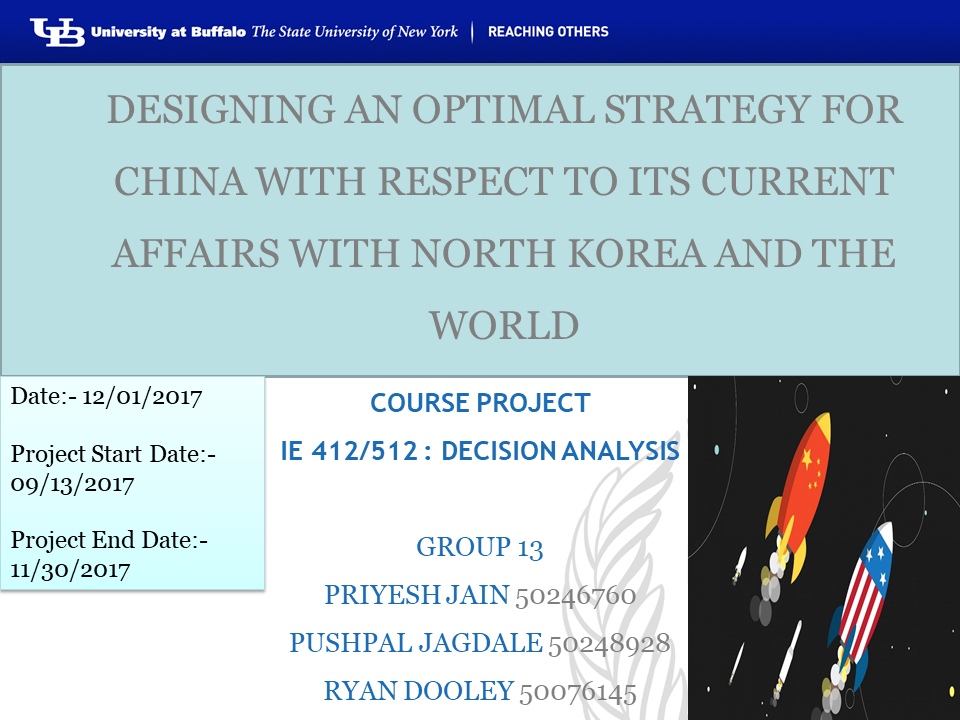 UB University at Buffalo The State University of New York | REACHING OTHERS
DESIGNING AN OPTIMAL STRATEGY FOR
CHINA WITH RESPECT TO ITS CURRENT
AFFAIRS WITH NORTH KOREA AND THE
WORLD
Date:- 12/01/2017
Project Start Date:-
09/13/2017
Project End Date:-
11/30/2017
COURSE PROJECT
IE 412/512 : DECISION ANALYSIS
GROUP 13
PRIYESH JAIN 50246760
PUSHPAL JAGDALE 50248928
RYAN DOOLEY 50076145